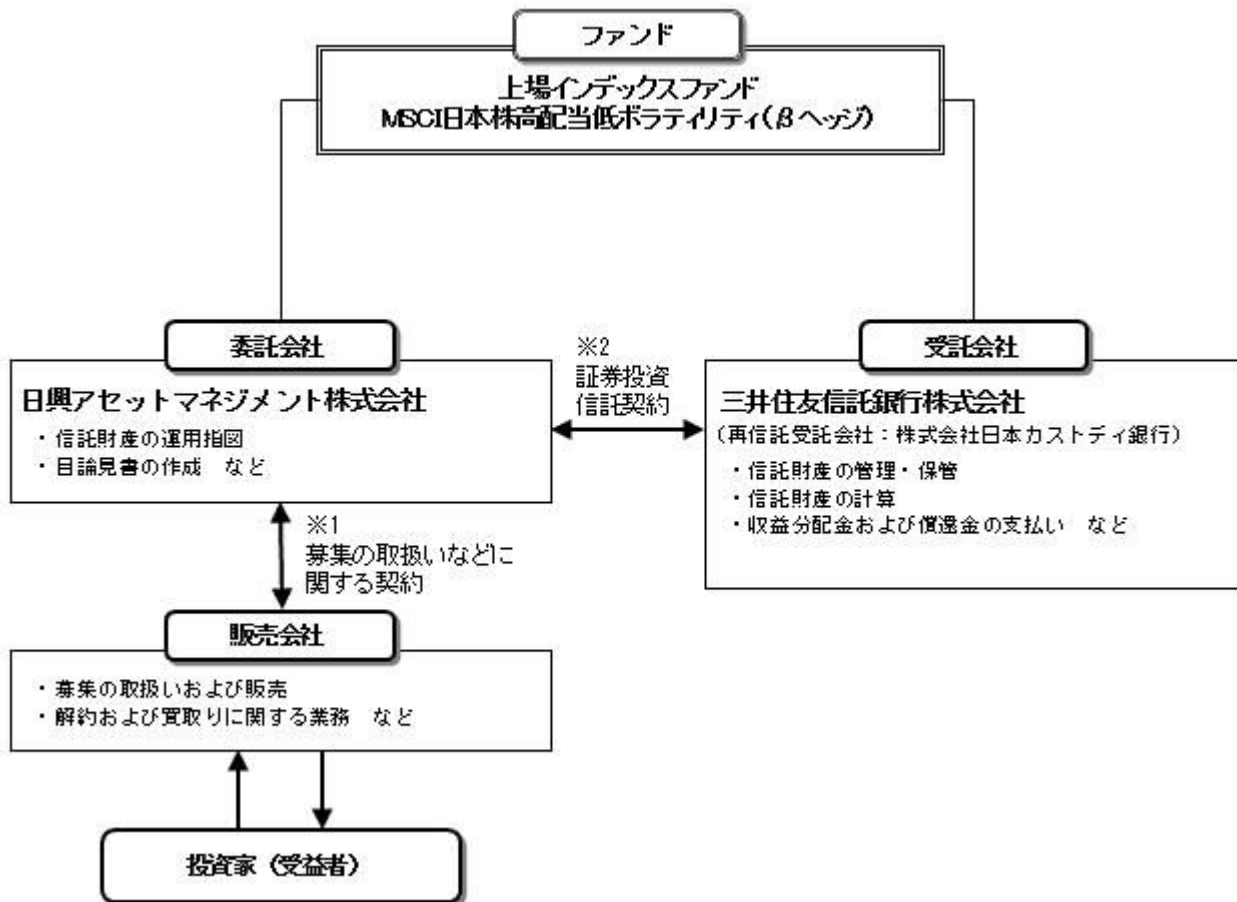 ファンド
上場インデックスファンド
MSCI日本株高配当低ボラティリティ(βヘッジ)
委託会社
日興アセットマネジメント株式会社
・信託財産の運用指図
・目論見書の作成 など
※2
証券投資
信託契約
受託会社
三井住友信託銀行株式会社
(再信託受託会社:株式会社日本カストディ銀行)
・信託財産の管理・保管
・信託財産の計算
・収益分配金および償還金の支払い など
※1
募集の取扱いなどに
関する契約
販売会社
・募集の取扱いおよび販売
・解約および買取りに関する業務 など
投資家(受益者)